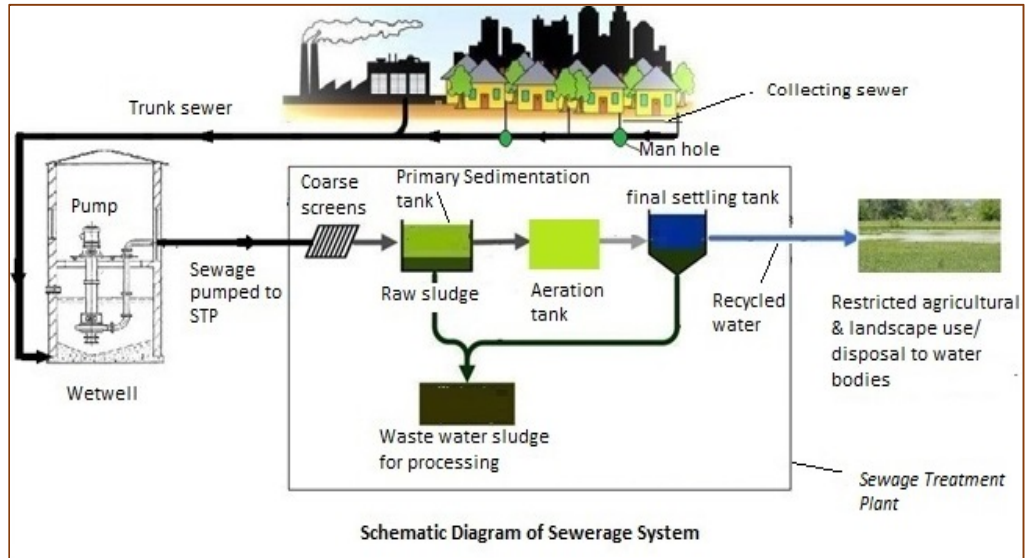 Trunk sewer
Collecting sewer
Man hole
Pump
Coarse
screens
Primary Sedimentation
tank
final settling tank
Sewage
pumped to
STP
Raw sludge
Aeration
tank
Recycled
water
Restricted agricultural
& landscape use/
disposal to water
bodies
Wetwell
Waste water sludge
for processing
Sewage Treatment
Plant
Schematic Diagram of Sewerage System